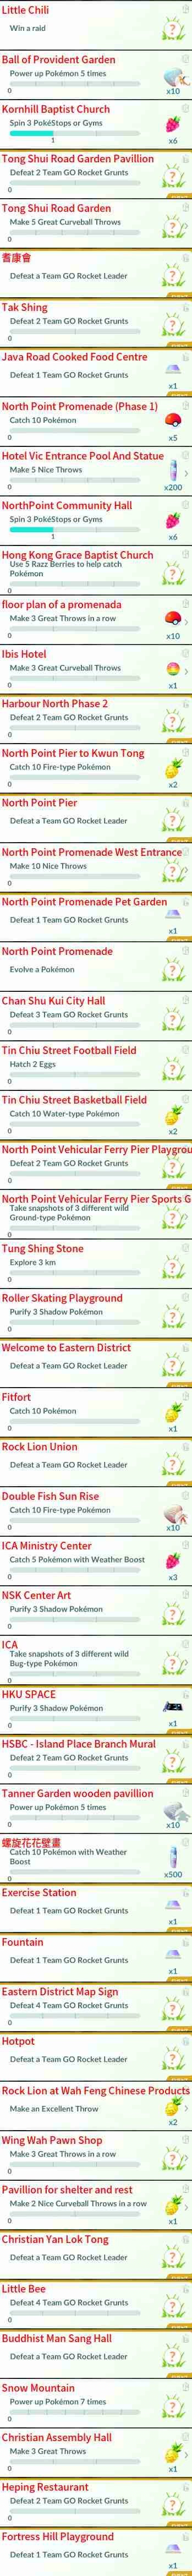 Little Chili
Win a raid
Ball of Provident Garden
Power up Pokémon 5 times
0
x10
Kornhill Baptist Church
Spin 3 PokéStops or Gyms
1
x6
Tong Shui Road Garden Pavillion
Defeat 2 Team GO Rocket Grunts
0
Tong Shui Road Garden
Make 5 Great Curveball Throws
0
耆康會
Defeat a Team GO Rocket Leader
Tak Shing
Defeat 2 Team GO Rocket Grunts
0
Java Road Cooked Food Centre
Defeat 1 Team GO Rocket Grunts
x1
North Point Promenade (Phase 1)
Catch 10 Pokémon
0
x5
Hotel Vic Entrance Pool And Statue
Make 5 Nice Throws
0
x200
NorthPoint Community Hall
Spin 3 PokéStops or Gyms
1
x6
Hong Kong Grace Baptist Church
Use 5 Razz Berries to help catch
Pokémon
0
floor plan of a promenada
Make 3 Great Throws in a row
0
x10
Ibis Hotel
Make 3 Great Curveball Throws
0
x1
Harbour North Phase 2
Defeat 2 Team GO Rocket Grunts
0
North Point Pier to Kwun Tong
Catch 10 Fire-type Pokémon
0
x2
North Point Pier
Defeat a Team GO Rocket Leader
North Point Promenade West Entrance
Make 10 Nice Throws
0
North Point Promenade Pet Garden
Defeat 1 Team GO Rocket Grunts
x1
North Point Promenade
Evolve a Pokémon
Chan Shu Kui City Hall
Defeat 3 Team GO Rocket Grunts
0
Tin Chiu Street Football Field
Hatch 2 Eggs
0
Tin Chiu Street Basketball Field
Catch 10 Water-type Pokémon
0
x2
North Point Vehicular Ferry Pier Playgrou
Defeat 2 Team GO Rocket Grunts
0
North Point Vehicular Ferry Pier Sports G
Take snapshots of 3 different wild
Ground-type Pokémon
0
Tung Shing Stone
Explore 3 km
0
Roller Skating Playground
Purify 3 Shadow Pokémon
0
Welcome to Eastern District
Defeat a Team GO Rocket Leader
Fitfort
Catch 10 Pokémon
0
x1
Rock Lion Union
Defeat a Team GO Rocket Leader
Double Fish Sun Rise
Catch 10 Fire-type Pokémon
0
x10
ICA Ministry Center
Catch 5 Pokémon with Weather Boost
0
x3
NSK Center Art
Purify 3 Shadow Pokémon
0
ICA
Take snapshots of 3 different wild
Bug-type Pokémon
0
HKU SPACE
Purify 3 Shadow Pokémon
0
x1
HSBC - Island Place Branch Mural
Defeat 2 Team GO Rocket Grunts
0
Tanner Garden wooden pavillion
Power up Pokémon 5 times
0
x10
螺旋花花壁畫
Catch 10 Pokémon with Weather
Boost
0
x500
Exercise Station
Defeat 1 Team GO Rocket Grunts
x1
Fountain
Defeat 1 Team GO Rocket Grunts
x1
Eastern District Map Sign
Defeat 4 Team GO Rocket Grunts
0
Hotpot
Defeat a Team GO Rocket Leader
Rock Lion at Wah Feng Chinese Products
Make an Excellent Throw
x2
Wing Wah Pawn Shop
Make 3 Great Throws in a row
0
Pavillion for shelter and rest
Make 2 Nice Curveball Throws in a row
0
x1
Christian Yan Lok Tong
Defeat a Team GO Rocket Leader
Little Bee
Defeat 4 Team GO Rocket Grunts
0
Buddhist Man Sang Hall
Defeat a Team GO Rocket Leader
Snow Mountain
Power up Pokémon 7 times
0
Christian Assembly Hall
Make 3 Great Throws
0
x1
Heping Restaurant
Defeat 2 Team GO Rocket Grunts
0
Fortress Hill Playground
Defeat 1 Team GO Rocket Grunts
x1